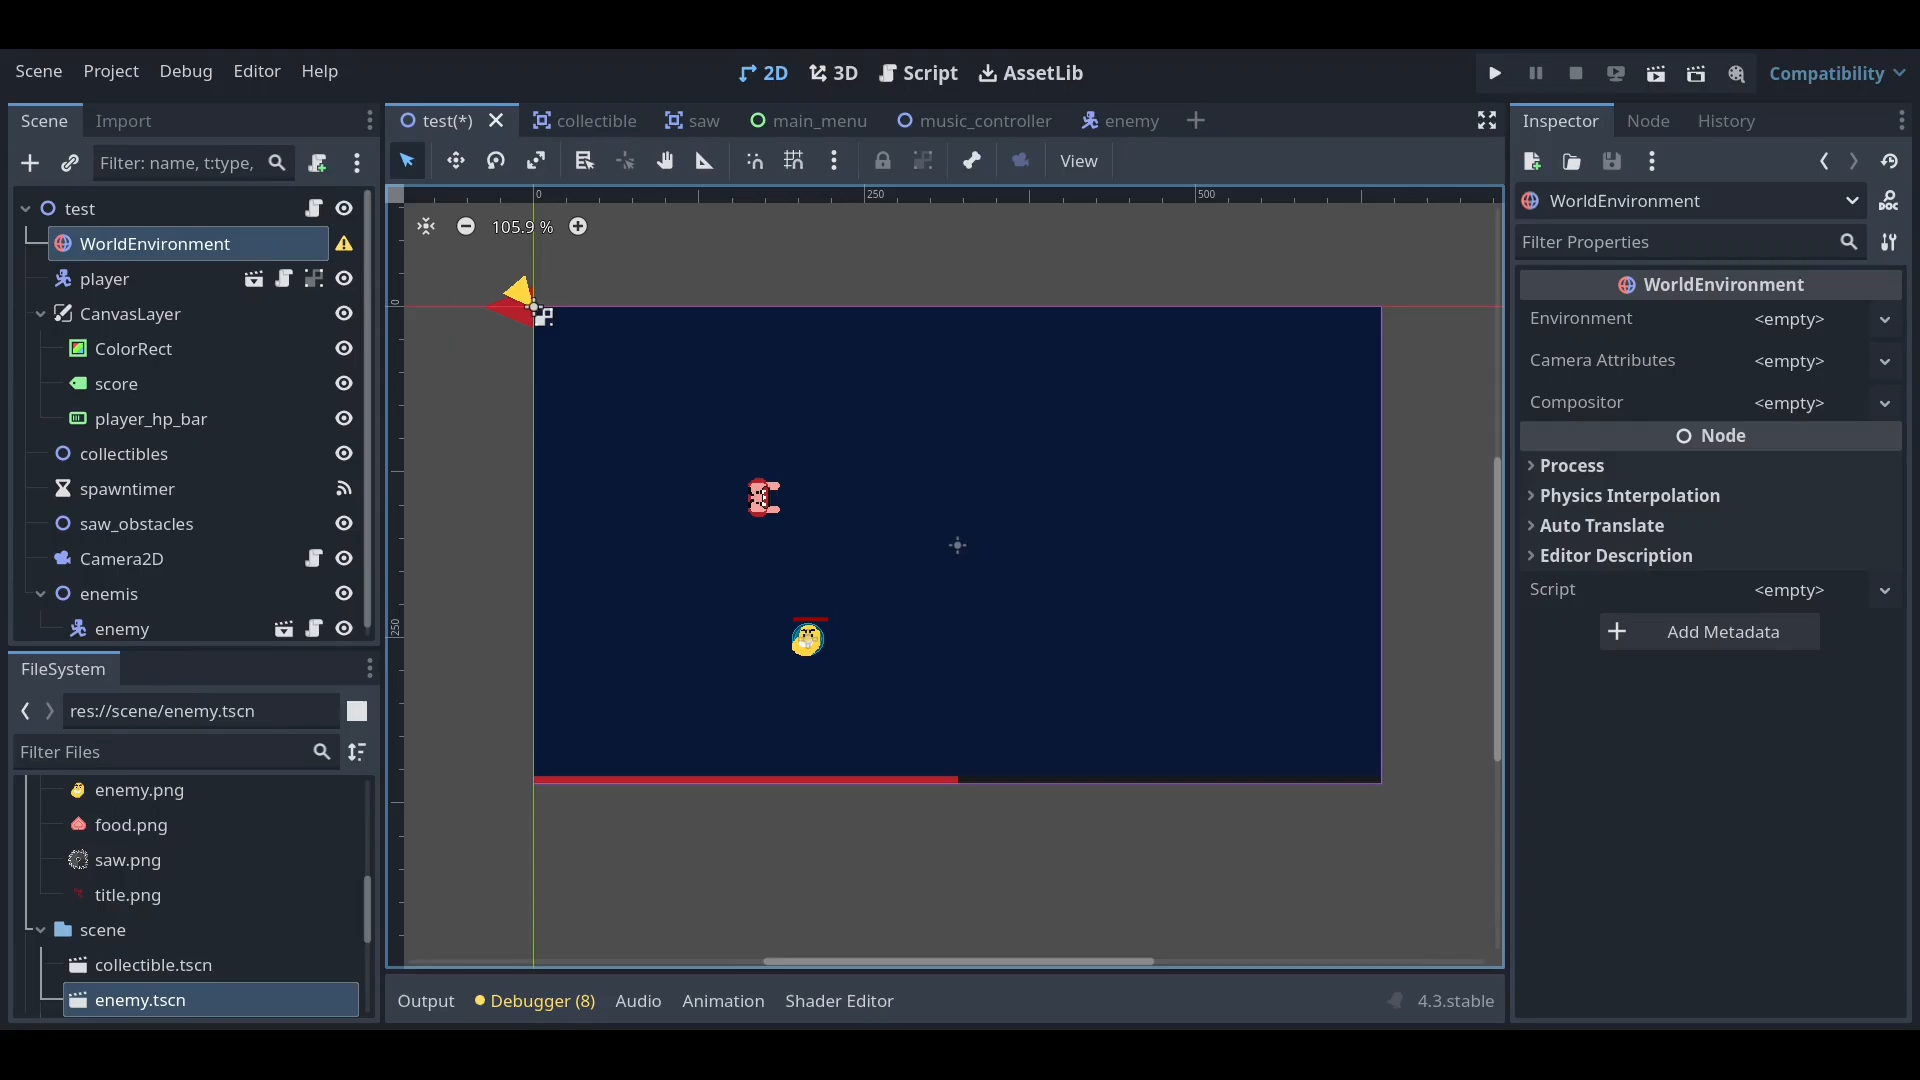 Scene Project Debug Editor Help
2D 3D Script AssetLib
Compatibility
Scene Import
Filter: name, t:type,
test
WorldEnvironment
player
CanvasLayer
ColorRect
score
player_hp_bar
collectibles
spawntimer
saw_obstacles
Camera2D
enemis
enemy
FileSystem
res://scene/enemy.tscn
Filter Files
enemy.png
food.png
saw.png
title.png
scene
collectible.tscn
enemy.tscn
test(*) collectible saw main_menu music_controller enemy
View
0 250 500
105.9 %
0
250
Output Debugger (8) Audio Animation Shader Editor 4.3.stable
Inspector Node History
WorldEnvironment
DOC
Filter Properties
WorldEnvironment
Environment <empty>
Camera Attributes <empty>
Compositor <empty>
Node
Process
Physics Interpolation
Auto Translate
Editor Description
Script <empty>
Add Metadata